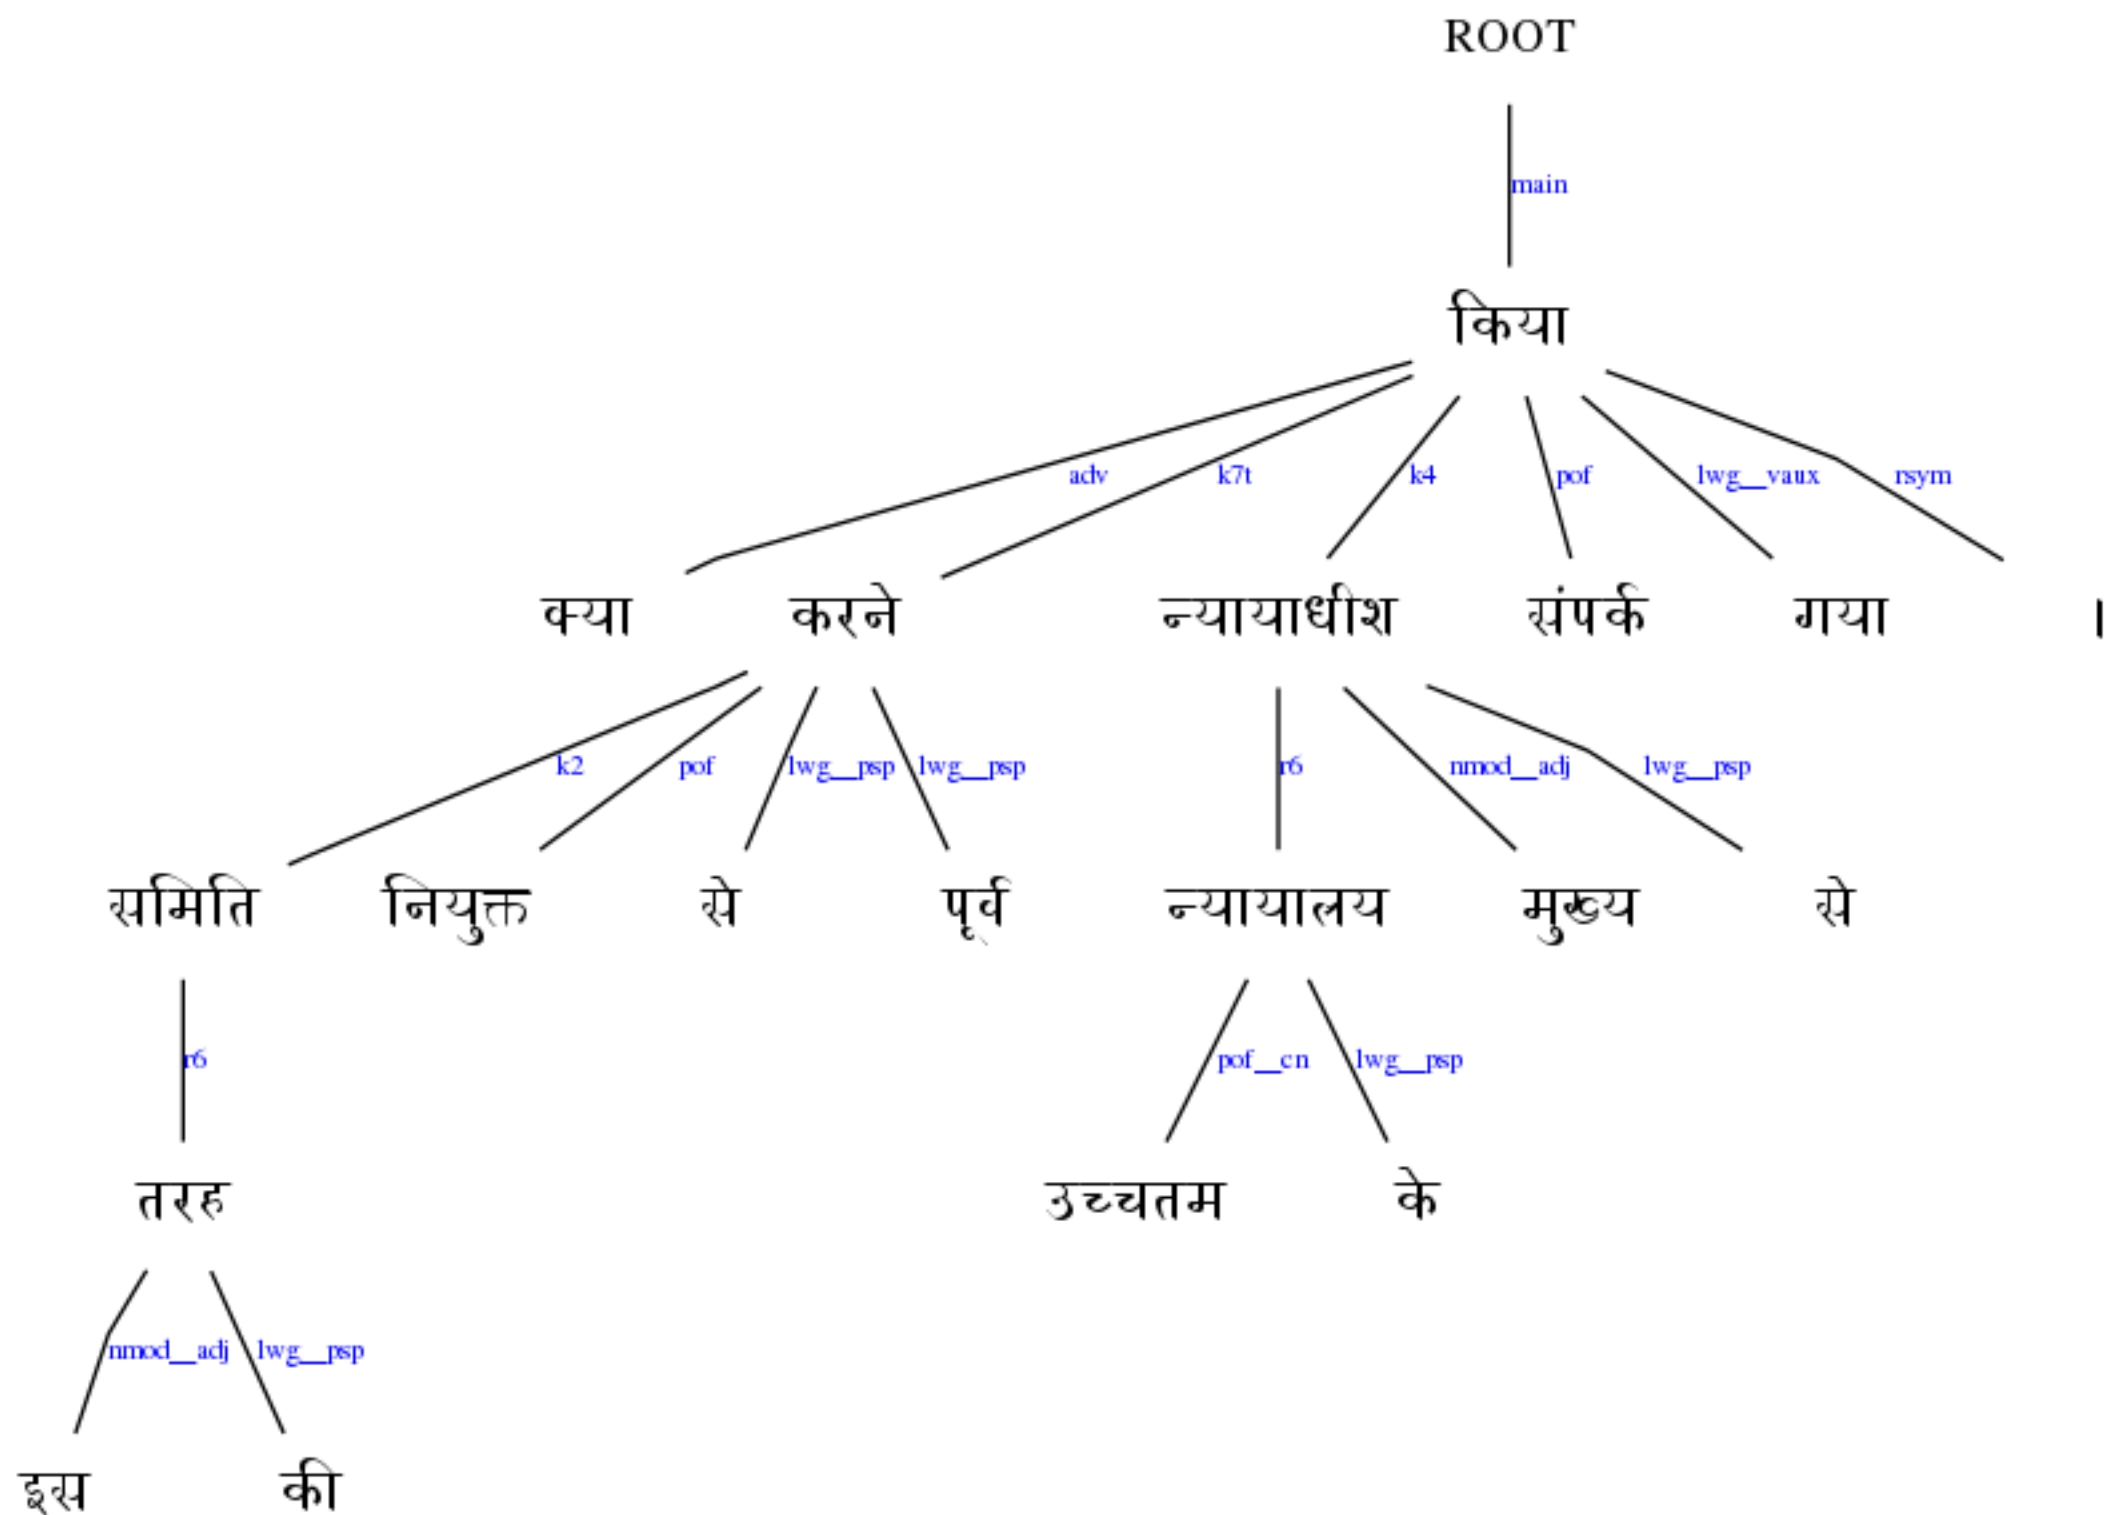 ROOT
main
किया
adv k7t k4 pof lwg__vaux rsym
क्या करने न्यायाधीश संपर्क गया ।
k2 pof lwg__psp lwg__psp r6 nmod__adj lwg__psp
समिति नियुक्त से पूर्व न्यायालय मुख्य से
r6 pof__cn lwg__psp
तरह उच्चतम के
nmod__adj lwg__psp
इस की